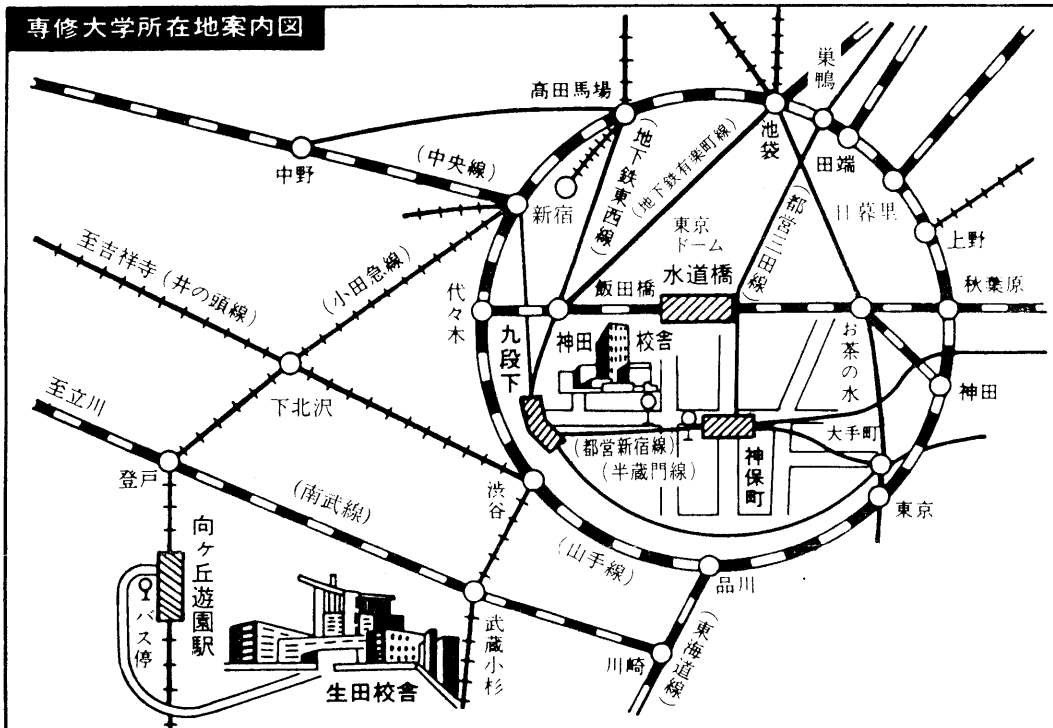 専修大学所在地案内図
高田馬場
巣鴨
池袋
田端
日暮里
上野
秋葉原
中野
(中央線)
新宿
(地下鉄東西線)
(地下鉄有楽町線)
(都営三田線)
東京
ドーム
水道橋
飯田橋
代々木
お茶の水
神田
至吉祥寺(井の頭線)
(小田急線)
九段下
神田校舎
下北沢
大手町
(都営新宿線)
(半蔵門線)
神保町
東京
至立川
登戸
(南武線)
渋谷
(山手線)
品川
向ヶ丘遊園駅
バス停
武蔵小杉
川崎
(東海道線)
生田校舎